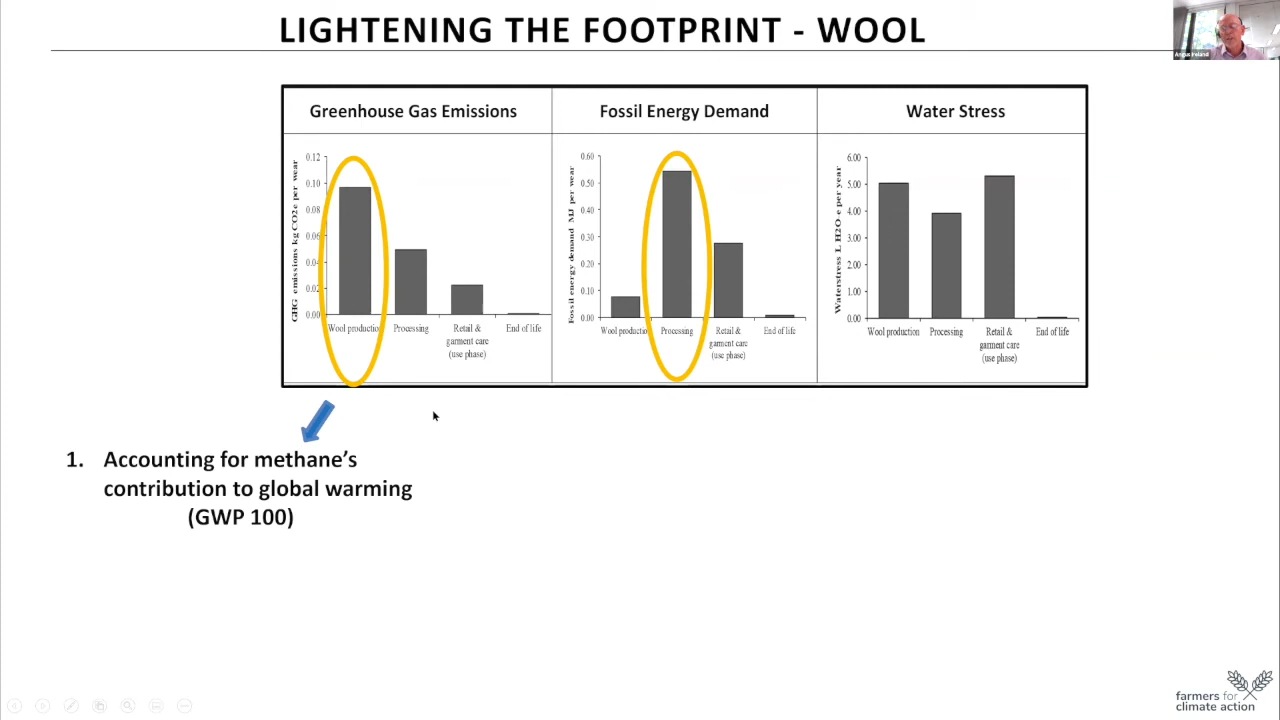 LIGHTENING THE FOOTPRINT - WOOL
Angus Ireland
Greenhouse Gas Emissions
Fossil Energy Demand
Water Stress
GHG emissions kg CO2e per wear
0.12
0.10
0.08
0.06
0.04
0.02
0.00
Wool productio
Processing
Retail &
garment care
(use phase)
End of life
Fossil energy demand MJ per wear
0.60
0.50
0.40
0.30
0.20
0.10
0.00
Wool productio
Processing
Retail &
garment care
(use phase)
End of life
Waterstress L H2O-e per year
6.00
5.00
4.00
3.00
2.00
1.00
0.00
Wool production
Processing
Retail &
garment care
(use phase)
End of life
1. Accounting for methane’s
contribution to global warming
(GWP 100)
farmers for
climate action